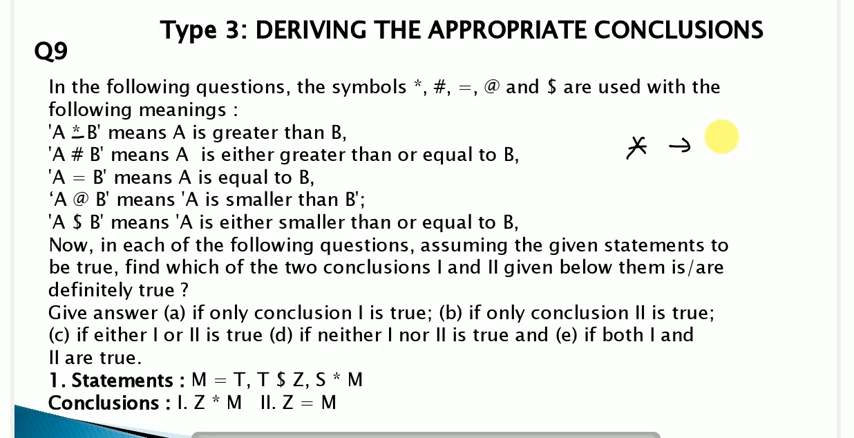 Type 3: DERIVING THE APPROPRIATE CONCLUSIONS
Q9
In the following questions, the symbols *, #, =, @ and $ are used with the
following meanings :
'A * B' means A is greater than B,
'A # B' means A  is either greater than or equal to B,
'A = B' means A is equal to B,
‘A @ B' means 'A is smaller than B';
'A $ B' means 'A is either smaller than or equal to B,
* →
Now, in each of the following questions, assuming the given statements to
be true, find which of the two conclusions I and II given below them is/are
definitely true ?
Give answer (a) if only conclusion I is true; (b) if only conclusion II is true;
(c) if either I or II is true (d) if neither I nor II is true and (e) if both I and
II are true.
1. Statements : M = T, T $ Z, S * M
Conclusions : I. Z * M   II. Z = M